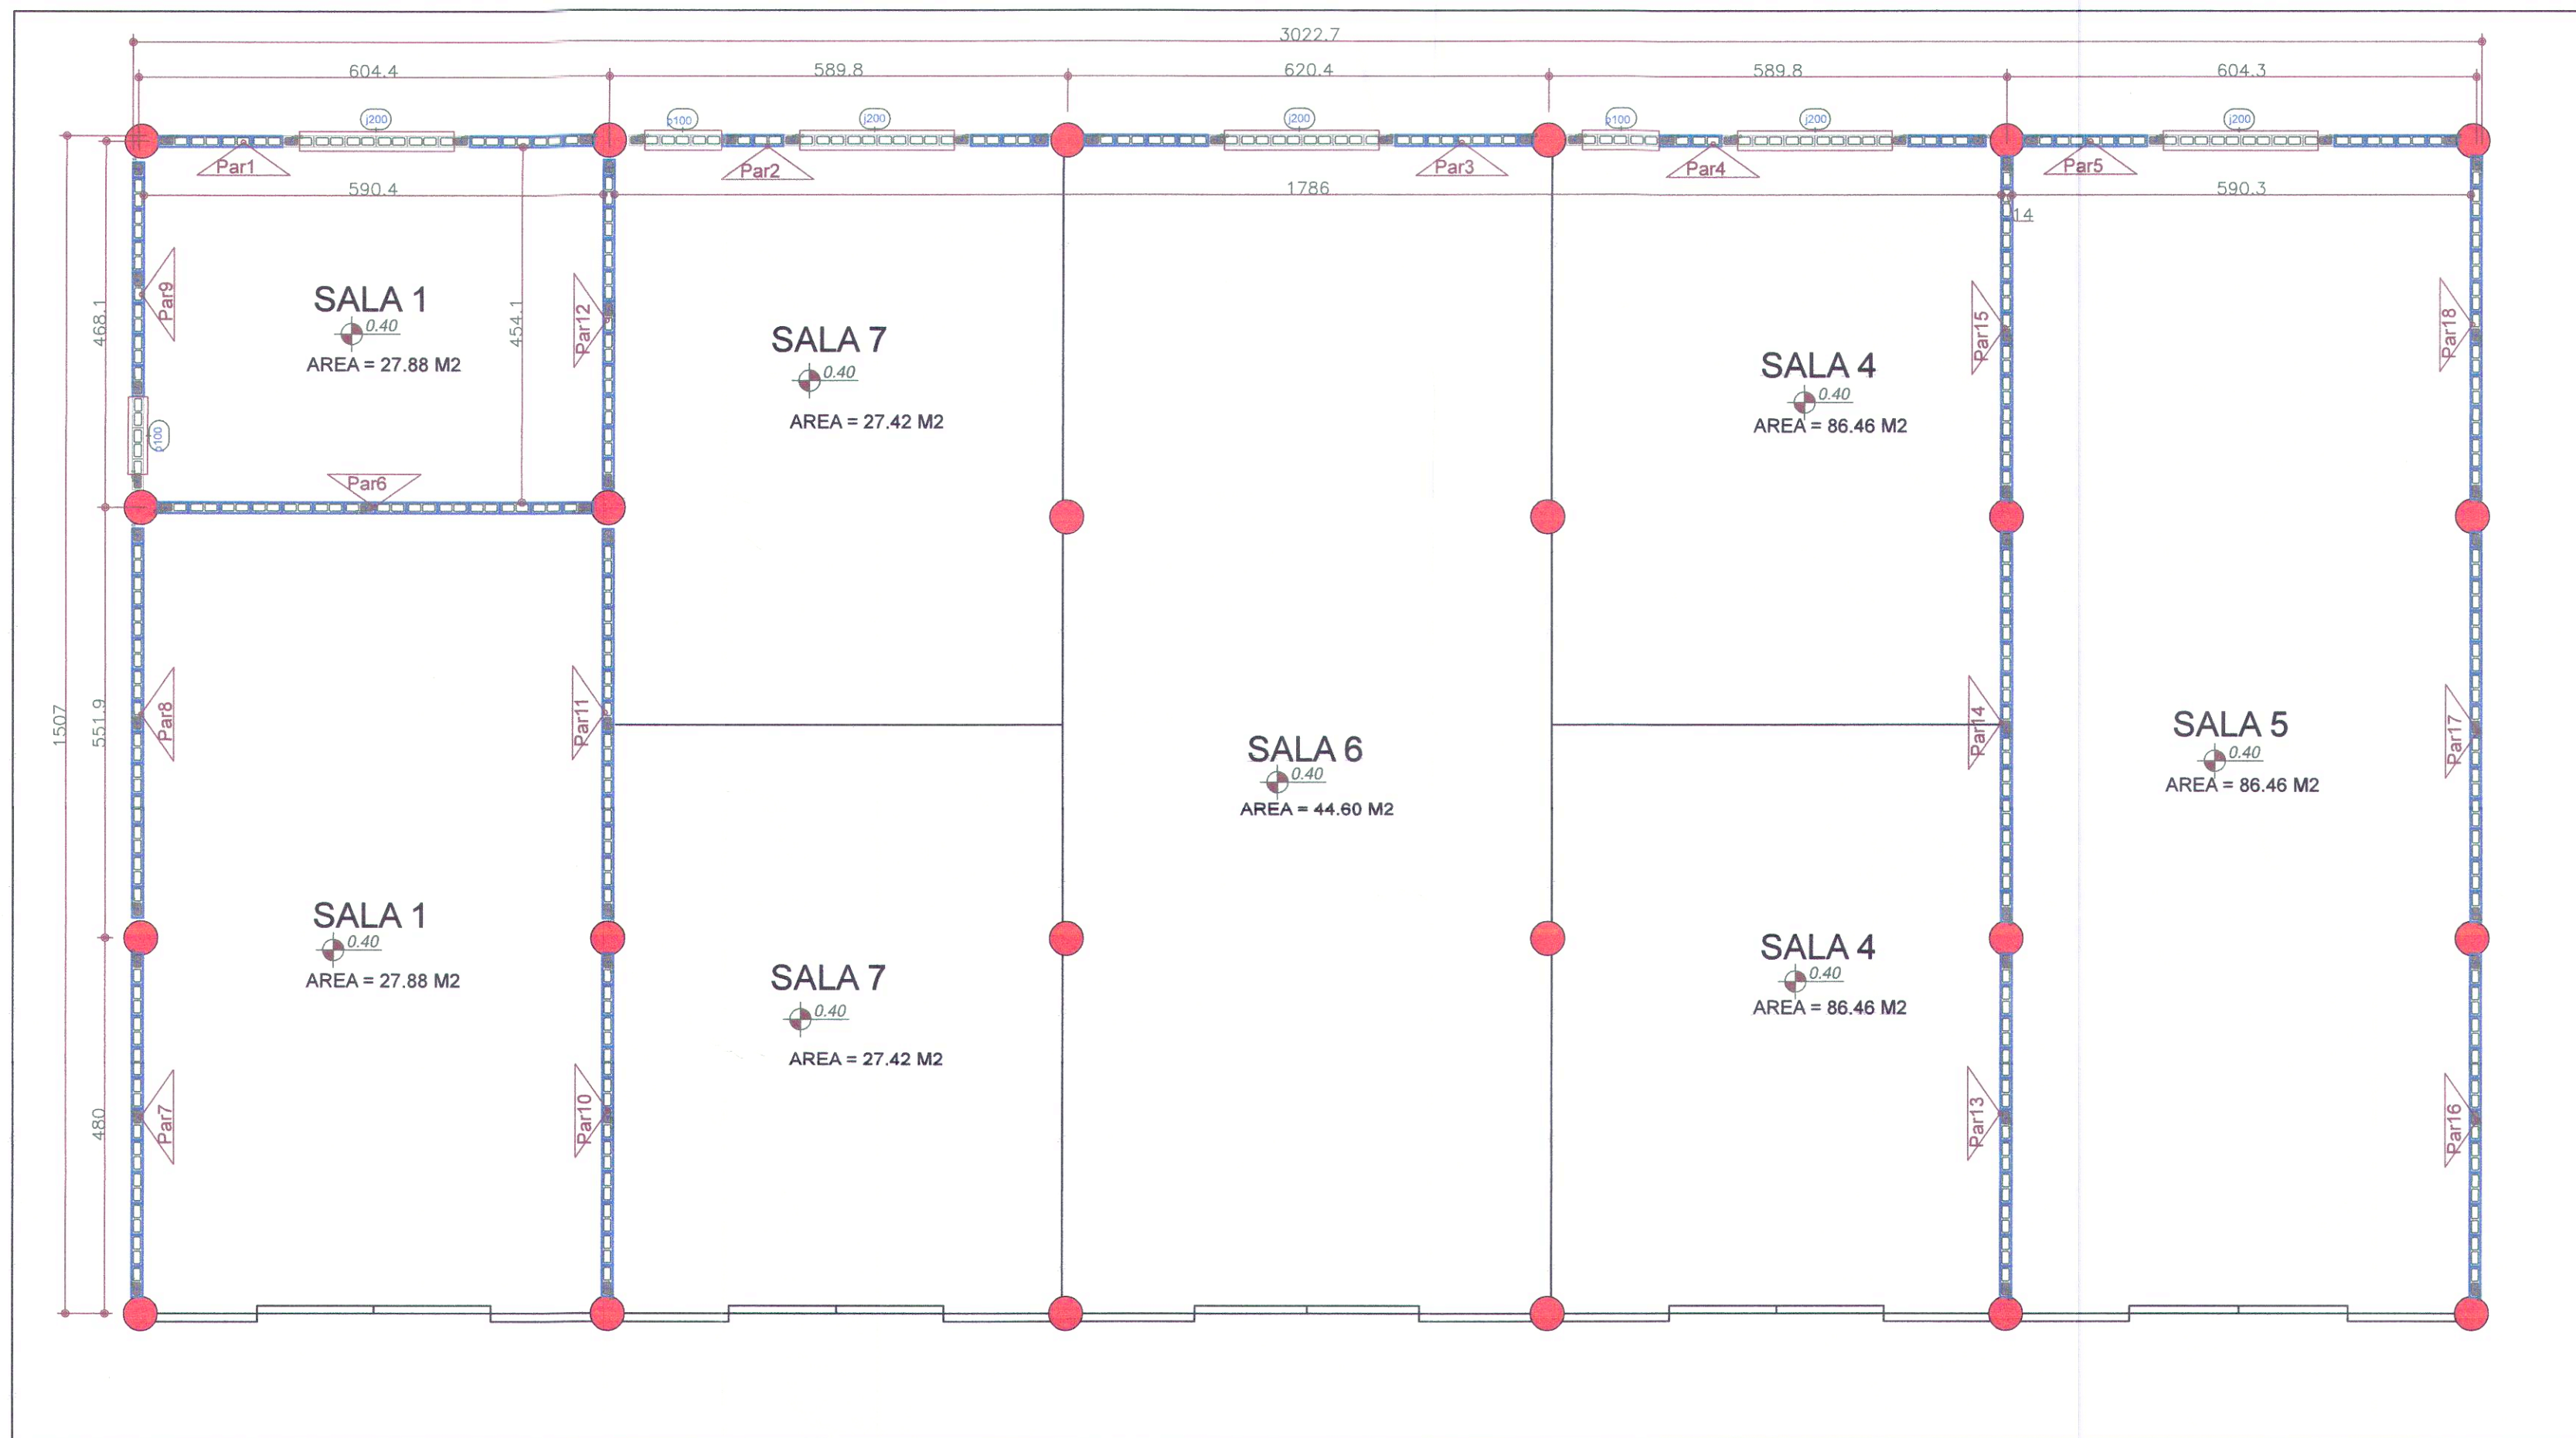 3022.7
604.4
589.8
620.4
589.8
604.3
j200
p100
j200
j200
p100
j200
j200
Par1
Par2
Par3
Par4
Par5
590.4
1786
590.3
14
468.1
454.1
Par9
Par12
Par15
Par18
SALA 1
0.40
AREA = 27.88 M2
SALA 7
0.40
AREA = 27.42 M2
SALA 4
0.40
AREA = 86.46 M2
p100
Par6
1507
551.9
Par8
Par11
Par14
Par17
SALA 6
0.40
AREA = 44.60 M2
SALA 5
0.40
AREA = 86.46 M2
SALA 1
0.40
AREA = 27.88 M2
SALA 7
0.40
AREA = 27.42 M2
SALA 4
0.40
AREA = 86.46 M2
480
Par7
Par10
Par13
Par16